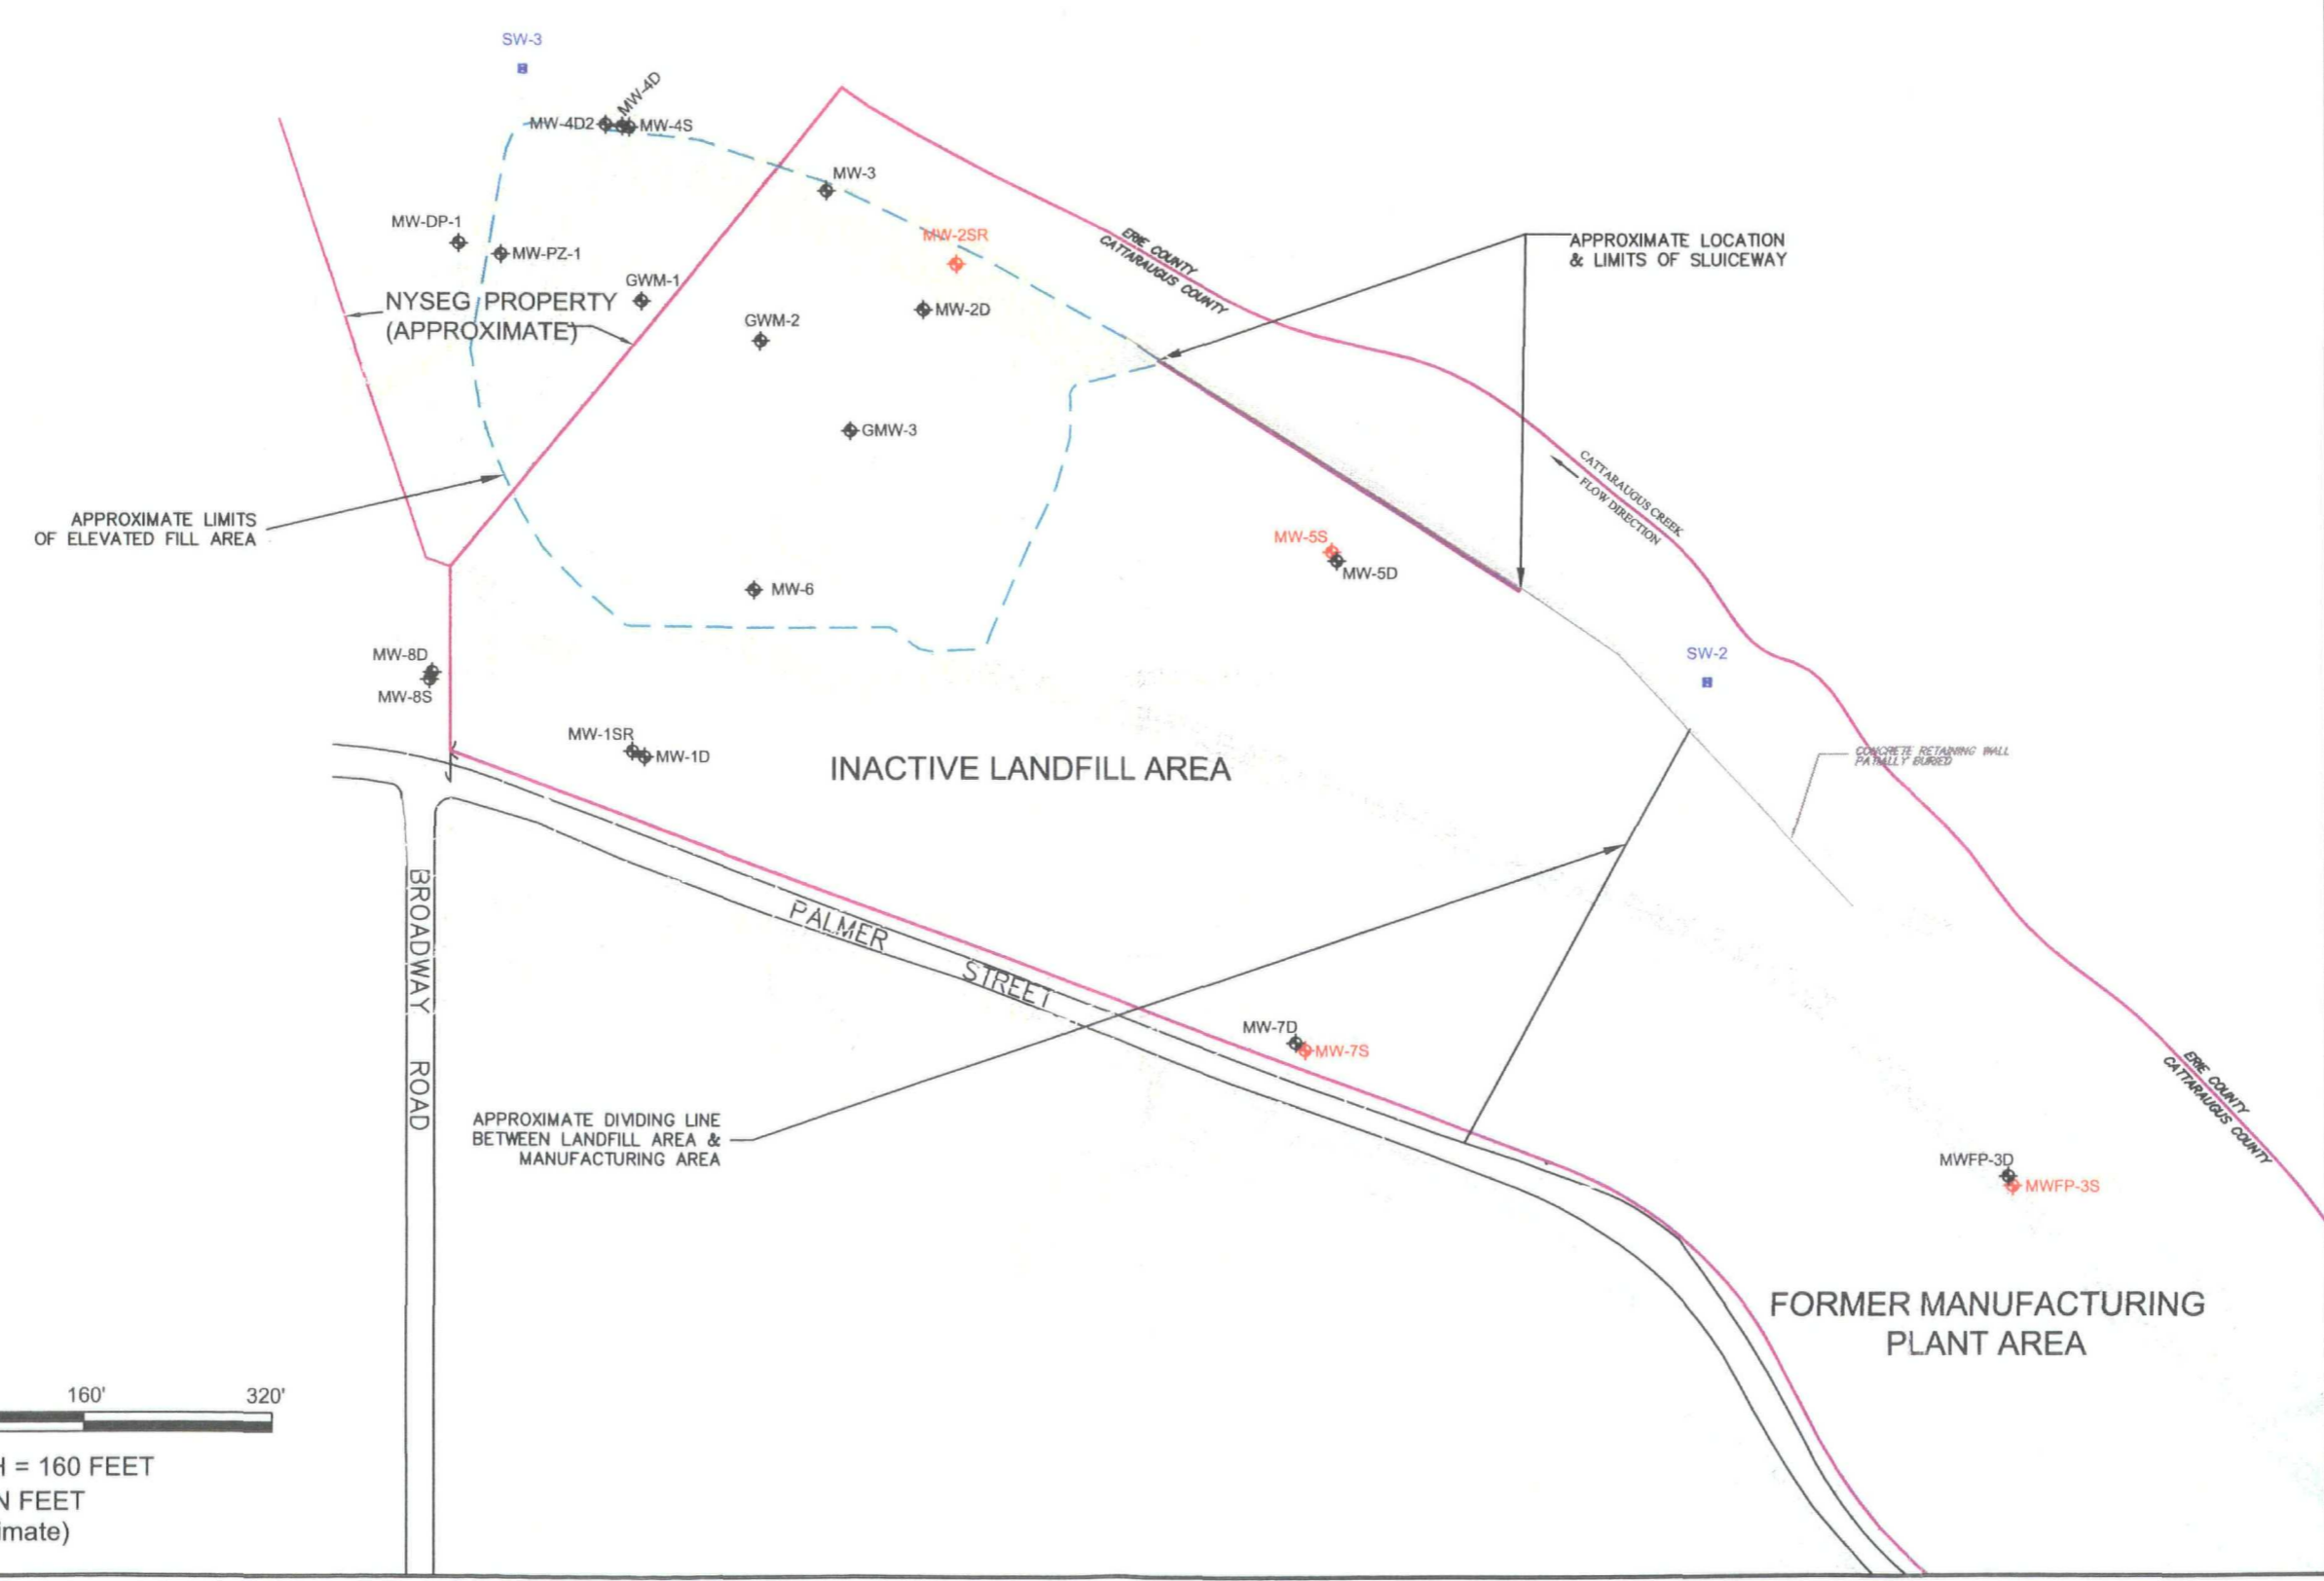 SW-3
MW-4D
MW-4D2
MW-4S
MW-3
MW-DP-1
MW-PZ-1
MW-2SR
ERIE COUNTY
CATTARAUGUS COUNTY
APPROXIMATE LOCATION
& LIMITS OF SLUICEWAY
GWM-1
NYSEG PROPERTY
(APPROXIMATE)
MW-2D
GWM-2
GMW-3
CATTARAUGUS CREEK
FLOW DIRECTION
APPROXIMATE LIMITS
OF ELEVATED FILL AREA
MW-5S
MW-5D
MW-6
MW-8D
MW-8S
SW-2
MW-1SR
MW-1D
INACTIVE LANDFILL AREA
CONCRETE RETAINING WALL
PATIALLY BURIED
BROADWAY ROAD
PALMER STREET
MW-7D
MW-7S
APPROXIMATE DIVIDING LINE
BETWEEN LANDFILL AREA &
MANUFACTURING AREA
ERIE COUNTY
CATTARAUGUS COUNTY
MWFP-3D
MWFP-3S
FORMER MANUFACTURING
PLANT AREA
160' 320'
= 160 FEET
N FEET
imate)